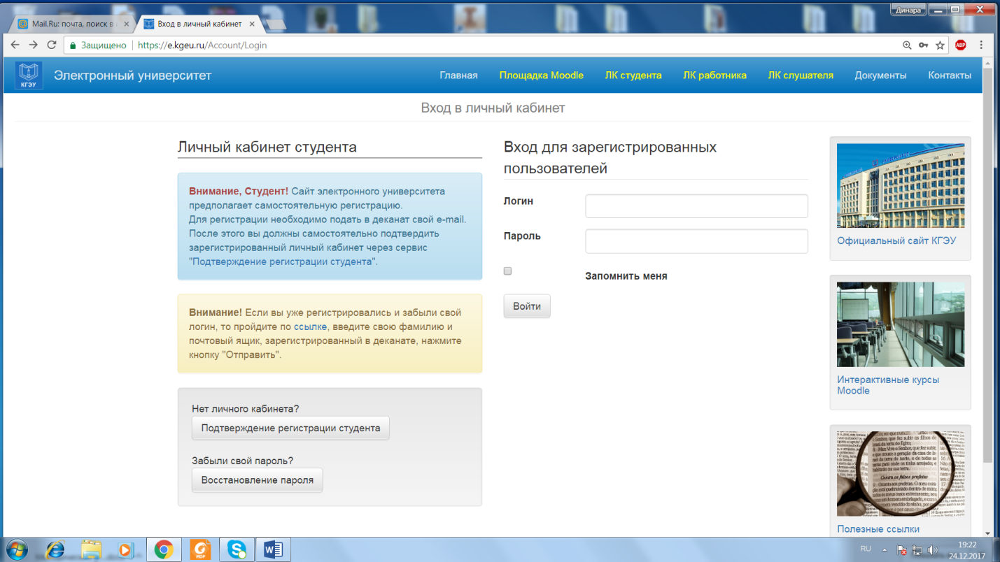 Динара
Mail.Ru: почта, поиск в
Вход в личный кабинет
Защищено
https://e.kgeu.ru/Account/Login
ABP
КГЭУ
Электронный университет
Главная
Площадка Moodle
ЛК студента
ЛК работника
ЛК слушателя
Документы
Контакты
Вход в личный кабинет
Личный кабинет студента
Внимание, Студент! Сайт электронного университета
предполагает самостоятельную регистрацию.
Для регистрации необходимо подать в деканат свой e-mail.
После этого вы должны самостоятельно подтвердить
зарегистрированный личный кабинет через сервис
"Подтверждение регистрации студента".
Внимание! Если вы уже регистрировались и забыли свой
логин, то пройдите по ссылке, введите свою фамилию и
почтовый ящик, зарегистрированный в деканате, нажмите
кнопку "Отправить".
Нет личного кабинета?
Подтверждение регистрации студента
Забыли свой пароль?
Восстановление пароля
Вход для зарегистрированных
пользователей
Логин
Пароль
Запомнить меня
Войти
Официальный сайт КГЭУ
Интерактивные курсы
Moodle
Contra os falsos profetas
Полезные ссылки
PDF
RU
19:22
24.12.2017